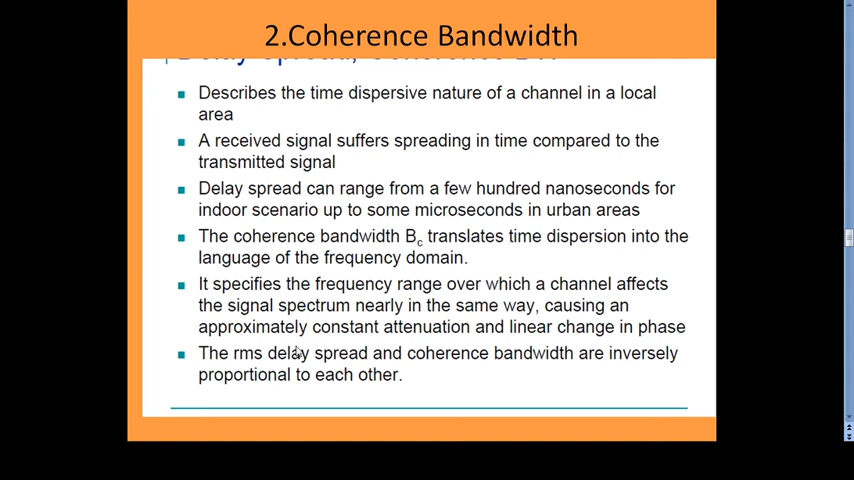 2.Coherence Bandwidth
Describes the time dispersive nature of a channel in a local
area
A received signal suffers spreading in time compared to the
transmitted signal
Delay spread can range from a few hundred nanoseconds for
indoor scenario up to some microseconds in urban areas
The coherence bandwidth Bc translates time dispersion into the
language of the frequency domain.
It specifies the frequency range over which a channel affects
the signal spectrum nearly in the same way, causing an
approximately constant attenuation and linear change in phase
The rms delay spread and coherence bandwidth are inversely
proportional to each other.